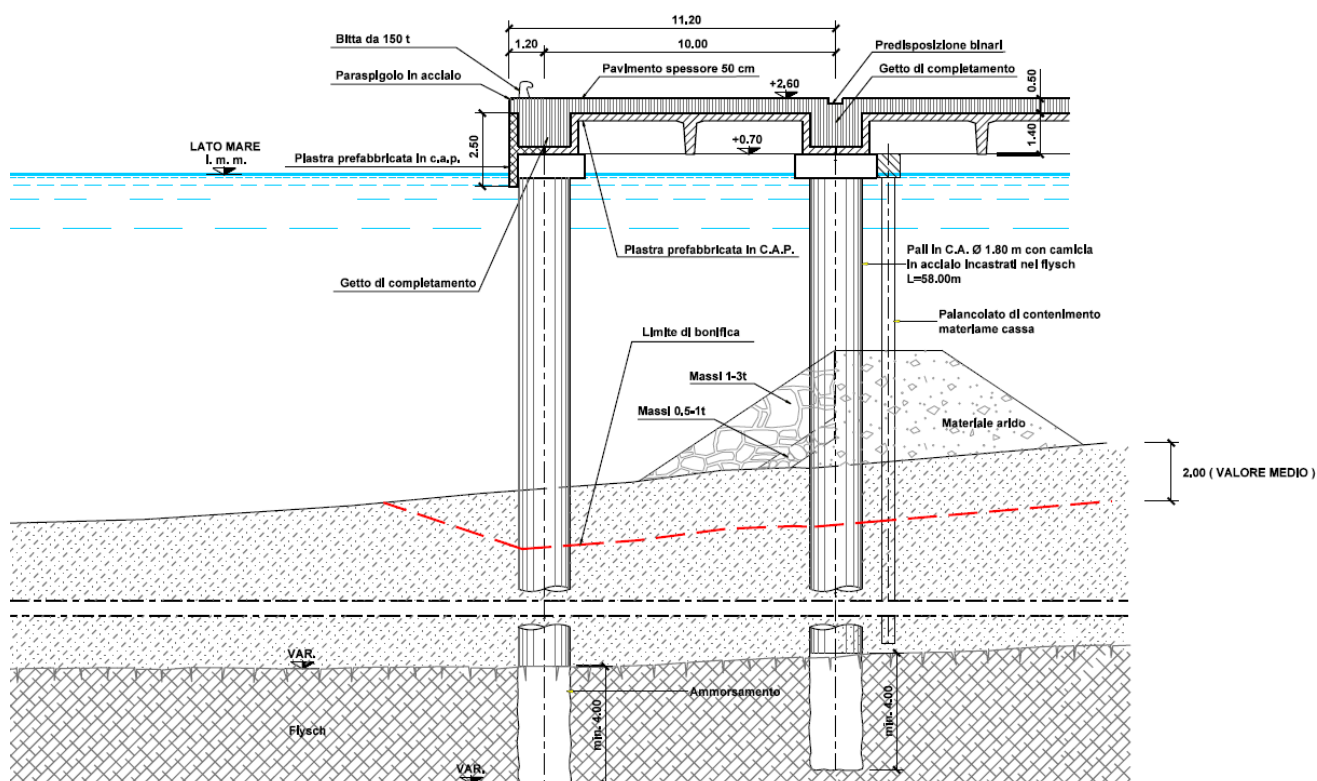 11,20
1.20
10.00
Bitta da 150 t
Predisposizione binari
Paraspigolo in acciaio
Pavimento spessore 50 cm
Getto di completamento
+2,60
0.50
LATO MARE
l. m. m.
2.50
+0.70
1.40
Piastra prefabbricata in c.a.p.
Piastra prefabbricata in C.A.P.
Pali in C.A. Ø 1.80 m con camicia
in acciaio incastrati nel flysch
L=58.00m
Getto di completamento
Palancolato di contenimento
materiame cassa
Limite di bonifica
Massi 1-3t
Massi 0,5-1t
Materiale arido
2,00 ( VALORE MEDIO )
VAR.
Ammorsamento
min. 4.00
min. 4.00
Flysch
VAR.